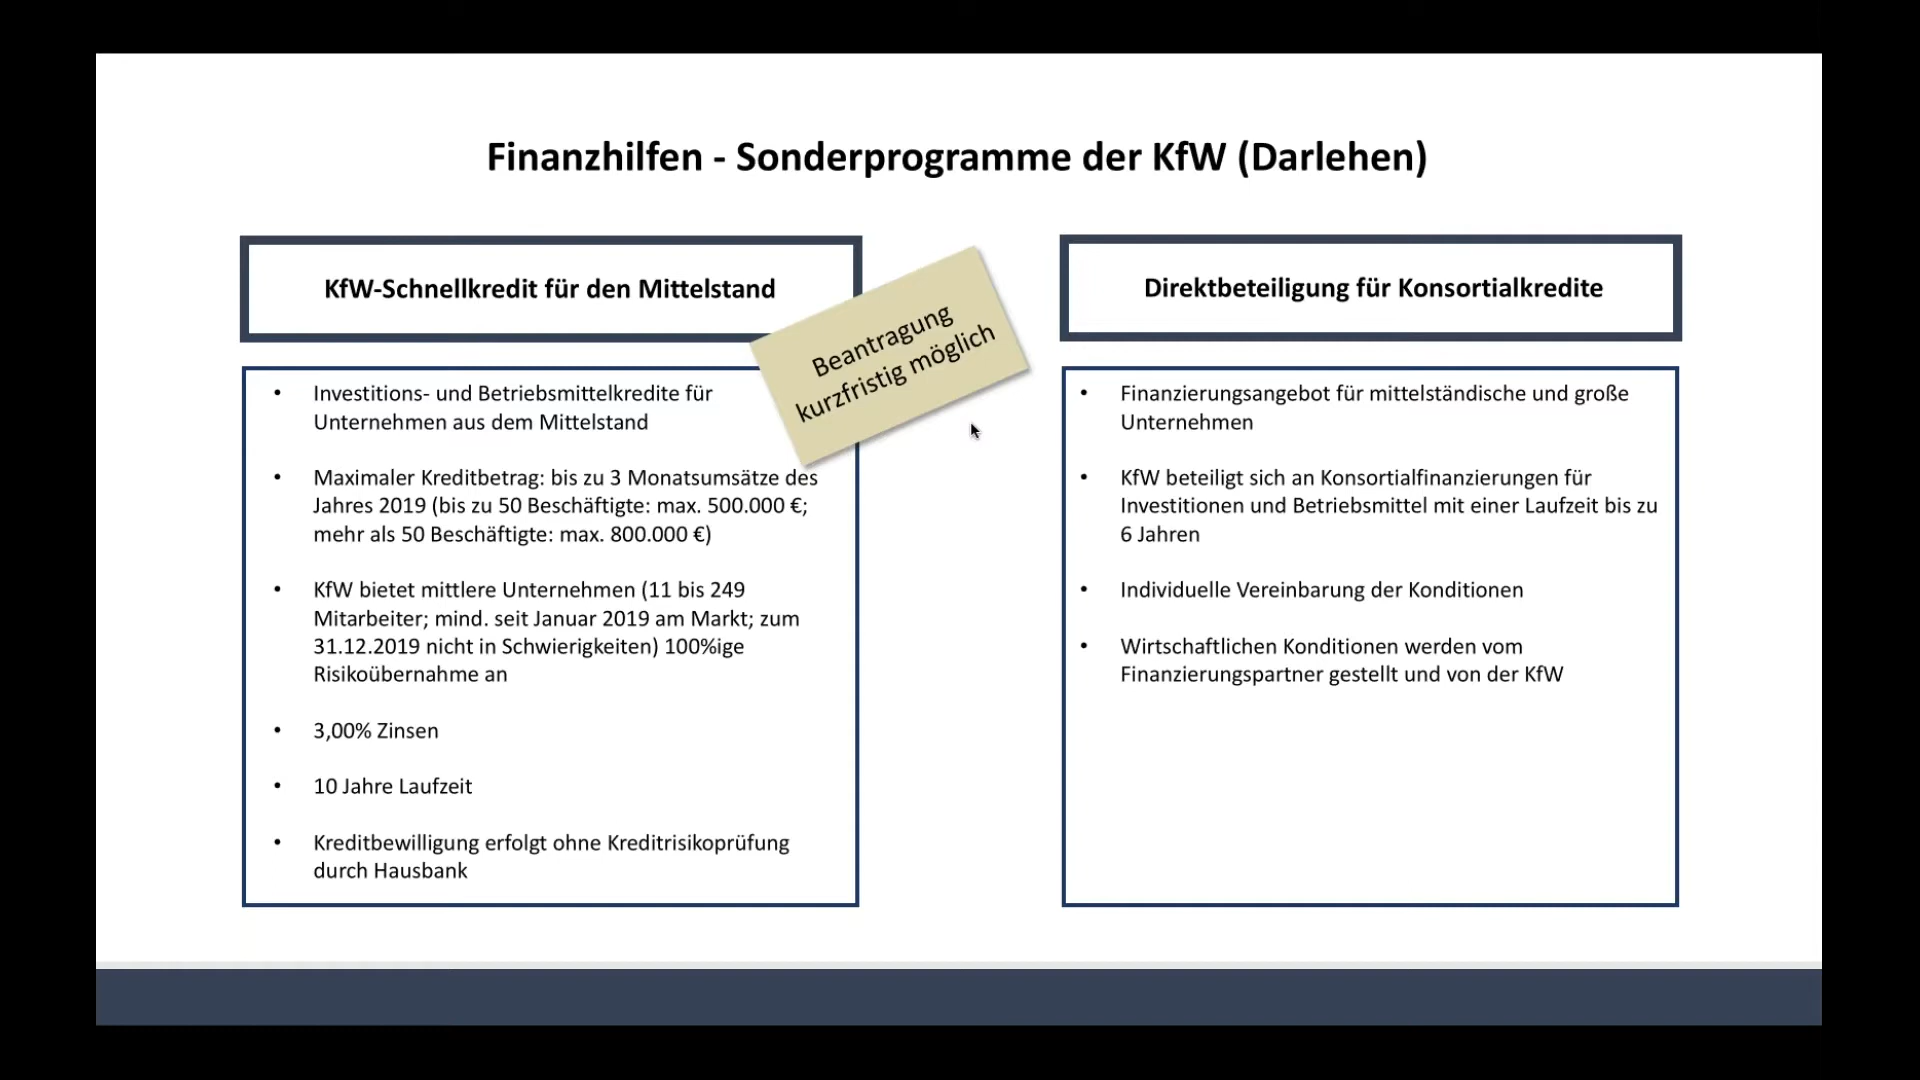 Finanzhilfen - Sonderprogramme der KfW (Darlehen)
KfW-Schnellkredit für den Mittelstand
Beantragung
kurzfristig möglich
• Investitions- und Betriebsmittelkredite für
Unternehmen aus dem Mittelstand
• Maximaler Kreditbetrag: bis zu 3 Monatsumsätze des
Jahres 2019 (bis zu 50 Beschäftigte: max. 500.000 €;
mehr als 50 Beschäftigte: max. 800.000 €)
• KfW bietet mittlere Unternehmen (11 bis 249
Mitarbeiter; mind. seit Januar 2019 am Markt; zum
31.12.2019 nicht in Schwierigkeiten) 100%ige
Risikoübernahme an
• 3,00% Zinsen
• 10 Jahre Laufzeit
• Kreditbewilligung erfolgt ohne Kreditrisikoprüfung
durch Hausbank
Direktbeteiligung für Konsortialkredite
• Finanzierungsangebot für mittelständische und große
Unternehmen
• KfW beteiligt sich an Konsortialfinanzierungen für
Investitionen und Betriebsmittel mit einer Laufzeit bis zu
6 Jahren
• Individuelle Vereinbarung der Konditionen
• Wirtschaftlichen Konditionen werden vom
Finanzierungspartner gestellt und von der KfW